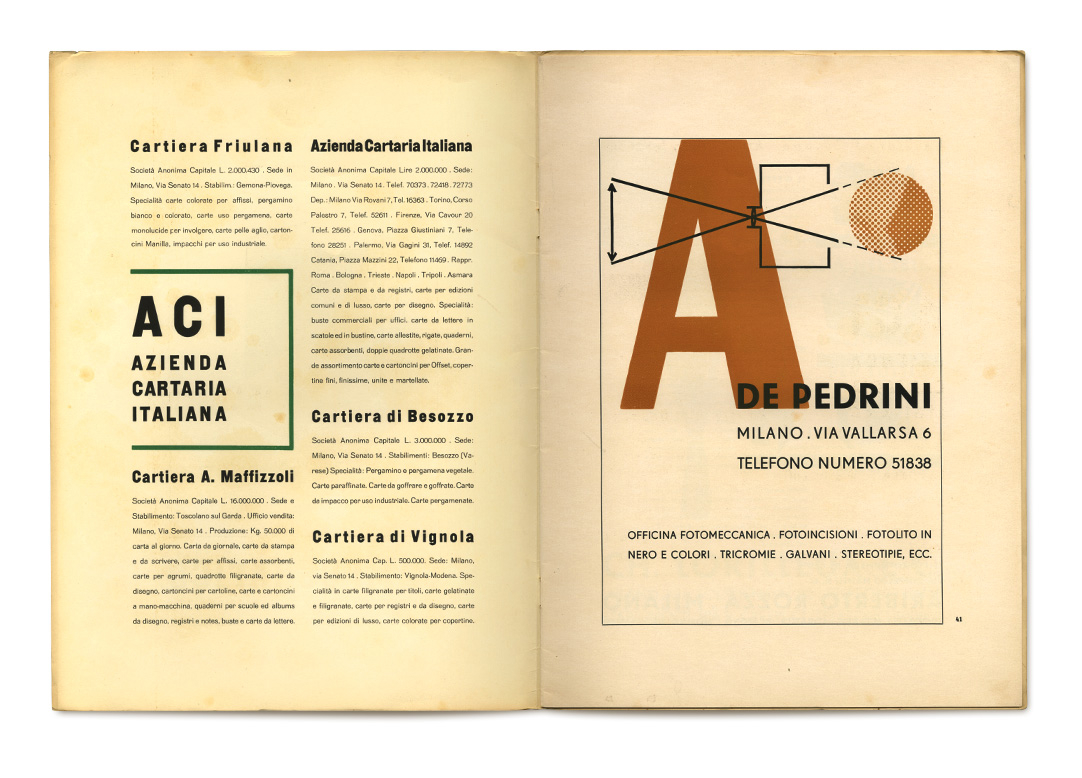 Cartiera Friulana
Società Anonima Capitale L. 2.000.430 . Sede in
Milano, Via Senato 14 . Stabilim.: Gemona-Piovega.
Specialità carte colorate per affissi, pergamino
bianco e colorato, carte uso pergamena, carte
monolucide per involgere, carte pelle aglio, carton-
cini Manilla, impacchi per uso industriale.
ACI
AZIENDA
CARTARIA
ITALIANA
Cartiera A. Maffizzoli
Società Anonima Capitale L. 16.000.000 . Sede e
Stabilimento: Toscolano sul Garda . Ufficio vendita:
Milano, Via Senato 14 . Produzione: Kg. 50.000 di
carta al giorno. Carta da giornale, carte da stampa
e da scrivere, carte per affissi, carte assorbenti,
carte per agrumi, quadrotte filigranate, carte da
disegno, cartoncini per cartoline, carte e cartoncini
a mano-macchina, quaderni per scuole ed albums
da disegno, registri e notes, buste e carte da lettere.
Azienda Cartaria Italiana
Società Anonima Capitale Lire 2.000.000 . Sede:
Milano . Via Senato 14 . Telef. 70373 . 72418 . 72773
Dep.: Milano Via Rovani 7, Tel. 16363 . Torino, Corso
Palestro 7, Telef. 52611 . Firenze, Via Cavour 20
Telef. 25616 . Genova, Piazza Giustiniani 7, Tele-
fono 28251 . Palermo, Via Gagini 31, Telef. 14892
Catania, Piazza Mazzini 22, Telefono 11469 . Rappr.
Roma . Bologna . Trieste . Napoli . Tripoli . Asmara
Carte da stampa e da registri, carte per edizioni
comuni e di lusso, carte per disegno. Specialità:
buste commerciali per uffici, carte da lettere in
scatole ed in bustine, carte allestite, rigate, quaderni,
carte assorbenti, doppie quadrotte gelatinate. Gran-
de assortimento carte e cartoncini per Offset, coper-
tine fini, finissime, unite e martellate.
Cartiera di Besozzo
Società Anonima Capitale L. 3.000.000 . Sede:
Milano, Via Senato 14 . Stabilimenti: Besozzo (Va-
rese) Specialità: Pergamino e pergamena vegetale.
Carte paraffinate. Carte da goffrare e goffrate. Carte
da impacco per uso industriale. Carte pergamenate.
Cartiera di Vignola
Società Anonima Cap. L. 500.000. Sede: Milano,
via Senato 14 . Stabilimento: Vignola-Modena. Spe-
cialità in carte filigranate per titoli, carte gelatinate
e filigranate, carte per registri e da disegno, carte
per edizioni di lusso, carte colorate per copertine.
A
DE PEDRINI
MILANO . VIA VALLARSA 6
TELEFONO NUMERO 51838
OFFICINA FOTOMECCANICA . FOTOINCISIONI . FOTOLITO IN
NERO E COLORI . TRICROMIE . GALVANI . STEREOTIPIE, ECC.
41